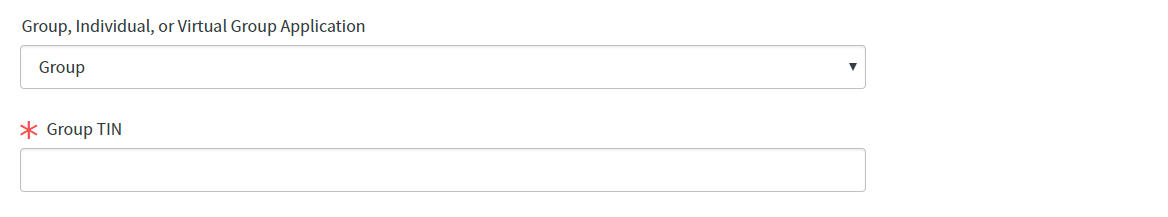 Group, Individual, or Virtual Group Application
Group
Group TIN